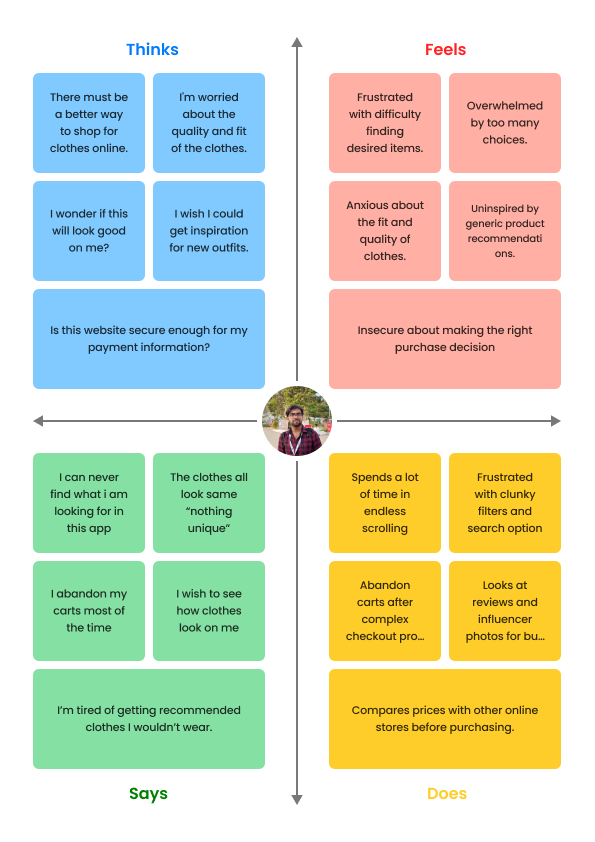 Thinks
There must be
a better way
to shop for
clothes online.
I'm worried
about the
quality and fit
of the clothes.
I wonder if this
will look good
on me?
I wish I could
get inspiration
for new outfits.
Is this website secure enough for my
payment information?
Feels
Frustrated
with difficulty
finding
desired items.
Overwhelmed
by too many
choices.
Anxious about
the fit and
quality of
clothes.
Uninspired by
generic product
recommendati
ons.
Insecure about making the right
purchase decision
I can never
find what i am
looking for in
this app
The clothes all
look same
“nothing
unique”
I abandon my
carts most of
the time
I wish to see
how clothes
look on me
I’m tired of getting recommended
clothes I wouldn’t wear.
Says
Spends a lot
of time in
endless
scrolling
Frustrated
with clunky
filters and
search option
Abandon
carts after
complex
checkout pro...
Looks at
reviews and
influencer
photos for bu...
Compares prices with other online
stores before purchasing.
Does